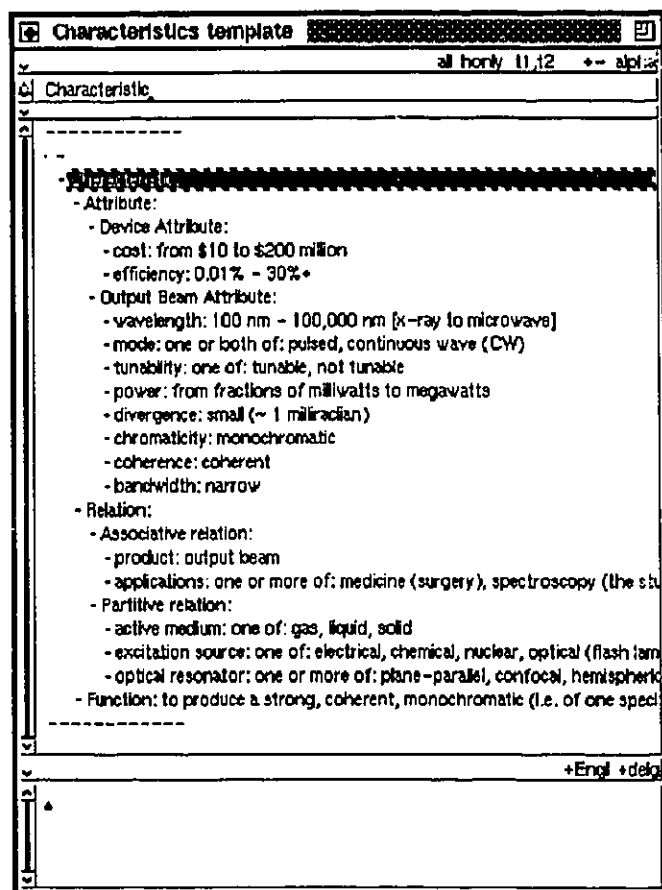 Characteristics template
all honly t1,t2 +- alpha
Characteristic
-------------
- -
- Attribute:
- Device Attribute:
- cost: from $10 to $200 million
- efficiency: 0.01% - 30%+
- Output Beam Attribute:
- wavelength: 100 nm - 100,000 nm [x-ray to microwave]
- mode: one or both of: pulsed, continuous wave (CW)
- tunability: one of: tunable, not tunable
- power: from fractions of milliwatts to megawatts
- divergence: small (~ 1 milliradian)
- chromaticity: monochromatic
- coherence: coherent
- bandwidth: narrow
- Relation:
- Associative relation:
- product: output beam
- applications: one or more of: medicine (surgery), spectroscopy (the stu
- Partitive relation:
- active medium: one of: gas, liquid, solid
- excitation source: one of: electrical, chemical, nuclear, optical (flash lam
- optical resonator: one or more of: plane-parallel, confocal, hemispheric
- Function: to produce a strong, coherent, monochromatic (i.e. of one speci
-------------
+Engl +delg